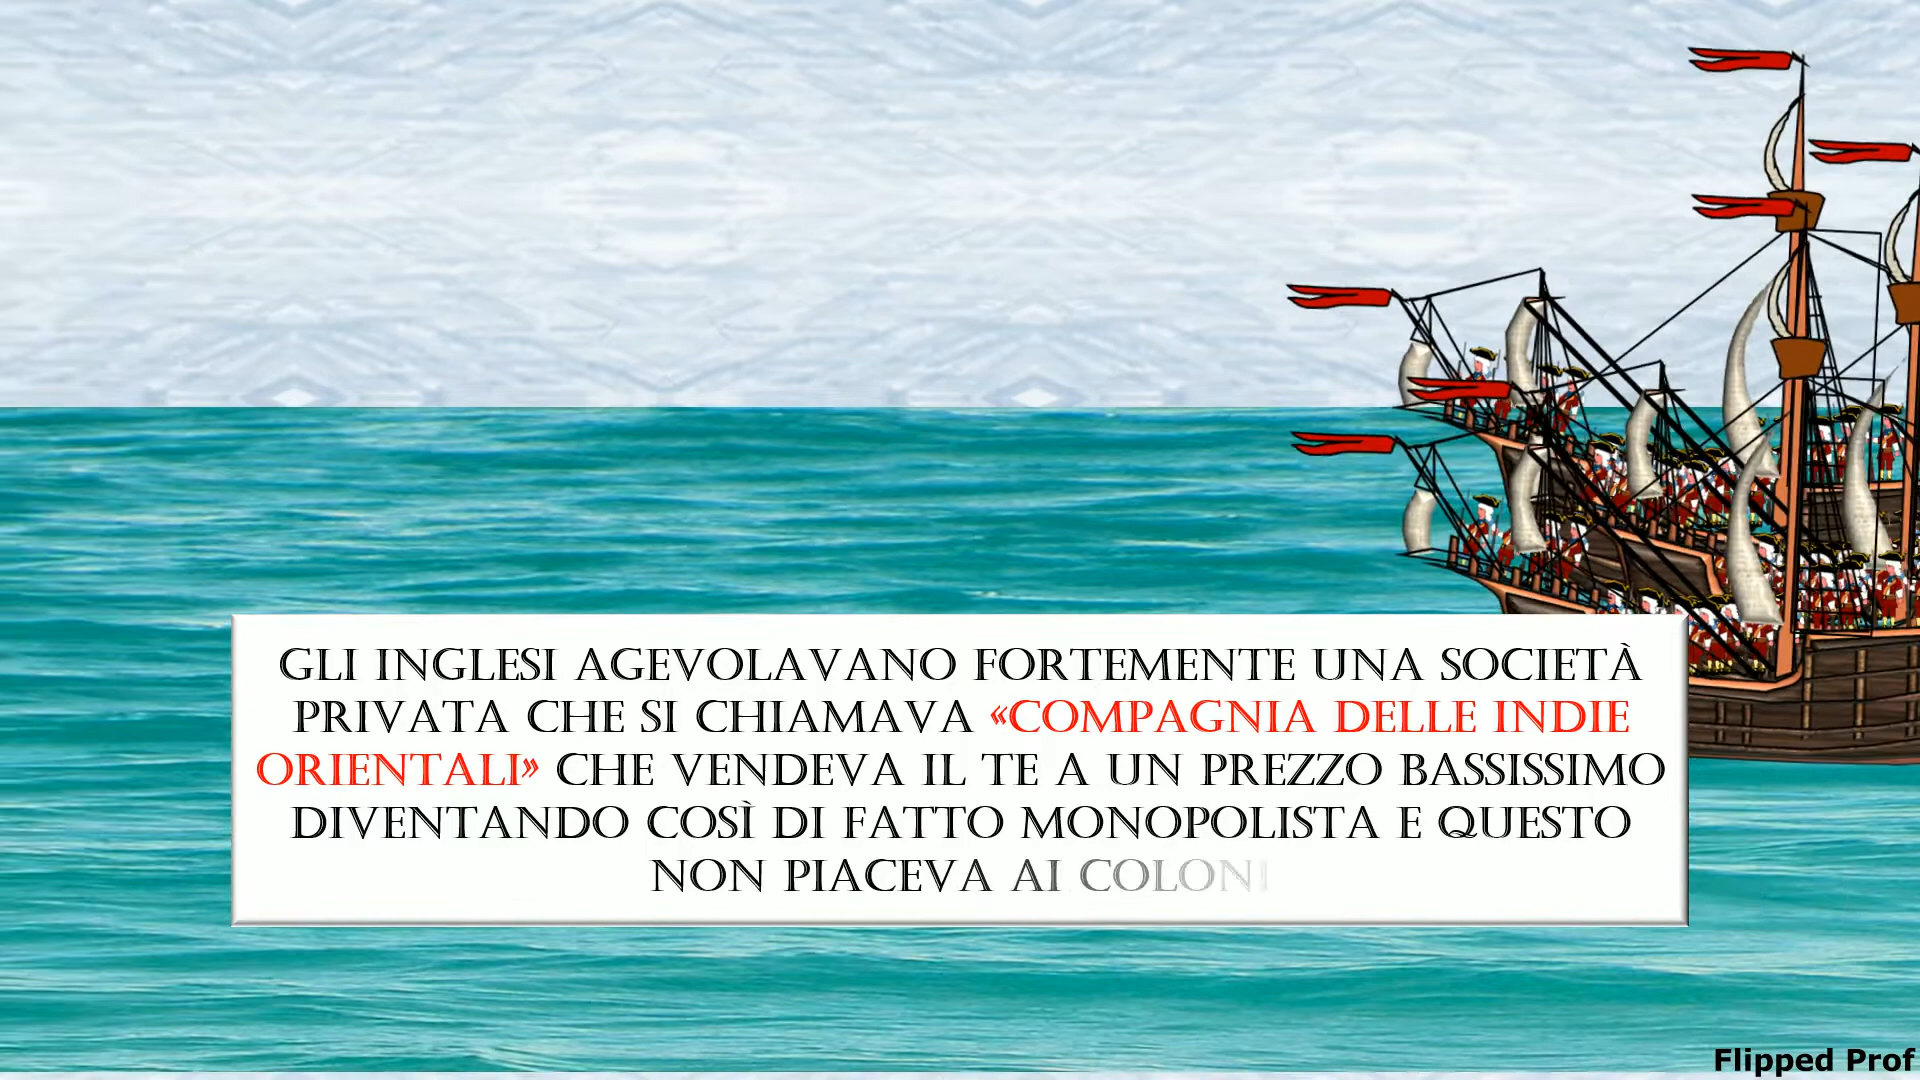 GLI INGLESI AGEVOLAVANO FORTEMENTE UNA SOCIETÀ
PRIVATA CHE SI CHIAMAVA «COMPAGNIA DELLE INDIE
ORIENTALI» CHE VENDEVA IL TE A UN PREZZO BASSISSIMO
DIVENTANDO COSÌ DI FATTO MONOPOLISTA E QUESTO
NON PIACEVA AI COLONI
Flipped Prof